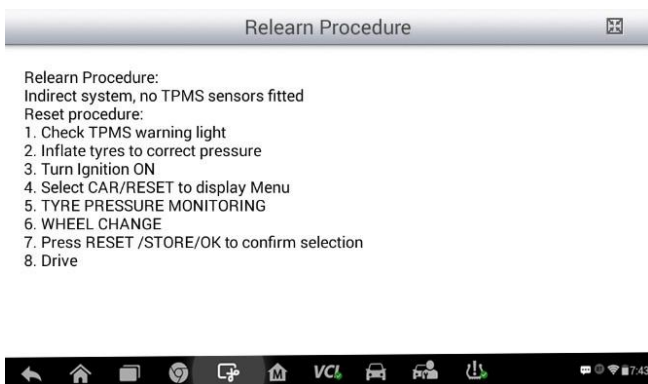 Relearn Procedure
Relearn Procedure:
Indirect system, no TPMS sensors fitted
Reset procedure:
1. Check TPMS warning light
2. Inflate tyres to correct pressure
3. Turn Ignition ON
4. Select CAR/RESET to display Menu
5. TYRE PRESSURE MONITORING
6. WHEEL CHANGE
7. Press RESET /STORE/OK to confirm selection
8. Drive
M VCI 7:43